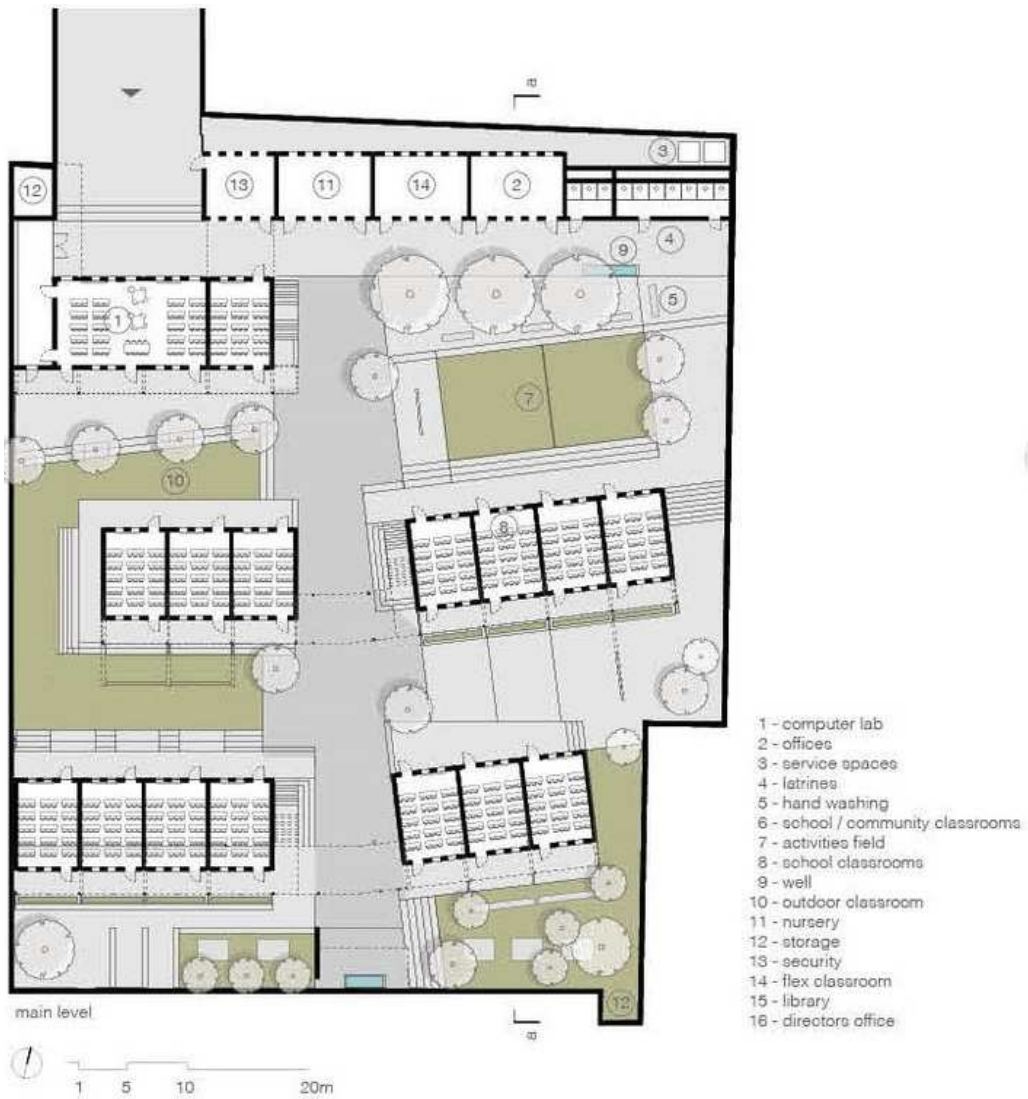 a
3
12
13
11
14
2
4
9
5
1
7
10
8
1 - computer lab
2 - offices
3 - service spaces
4 - latrines
5 - hand washing
6 - school / community classrooms
7 - activities field
8 - school classrooms
9 - well
10 - outdoor classroom
11 - nursery
12 - storage
13 - security
14 - flex classroom
15 - library
16 - directors office
12
main level
a
1 5 10 20m